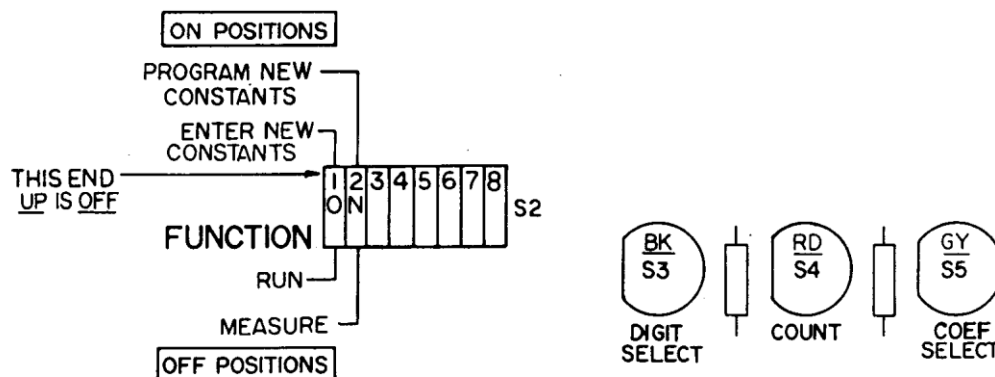 ON POSITIONS
PROGRAM NEW
CONSTANTS
ENTER NEW
CONSTANTS
THIS END
UP IS OFF
1 2 3 4 5 6 7 8
O N
S2
FUNCTION
RUN
MEASURE
OFF POSITIONS
BK
S3
DIGIT
SELECT
RD
S4
COUNT
GY
S5
COEF
SELECT